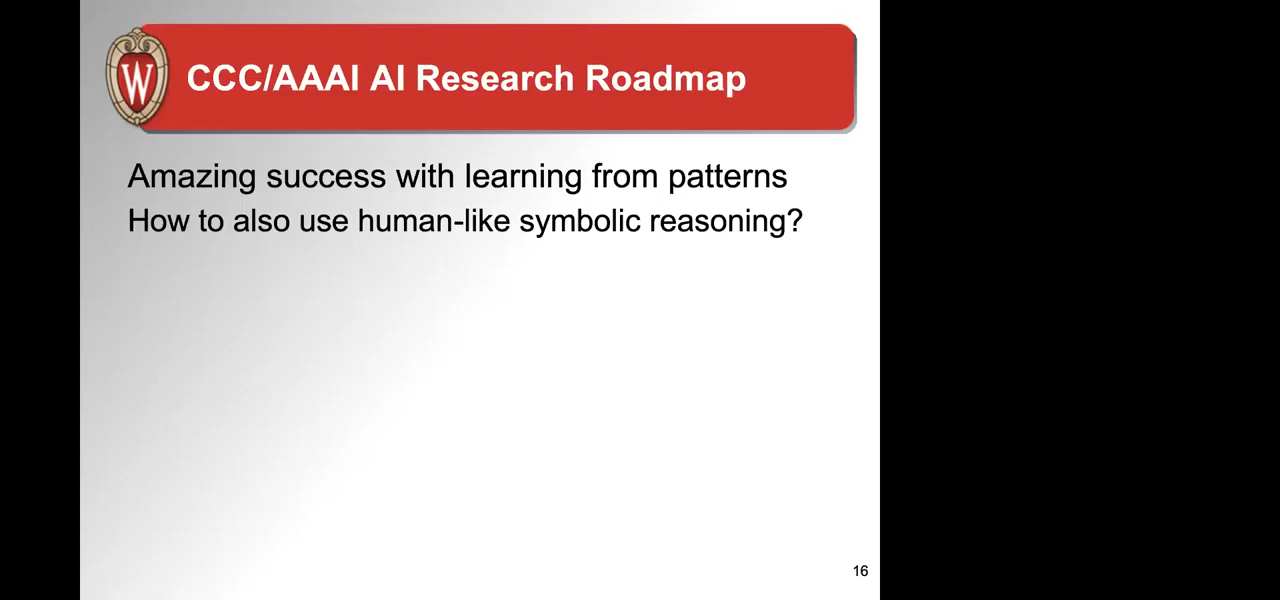 W
CCC/AAAI AI Research Roadmap
Amazing success with learning from patterns
How to also use human-like symbolic reasoning?
16